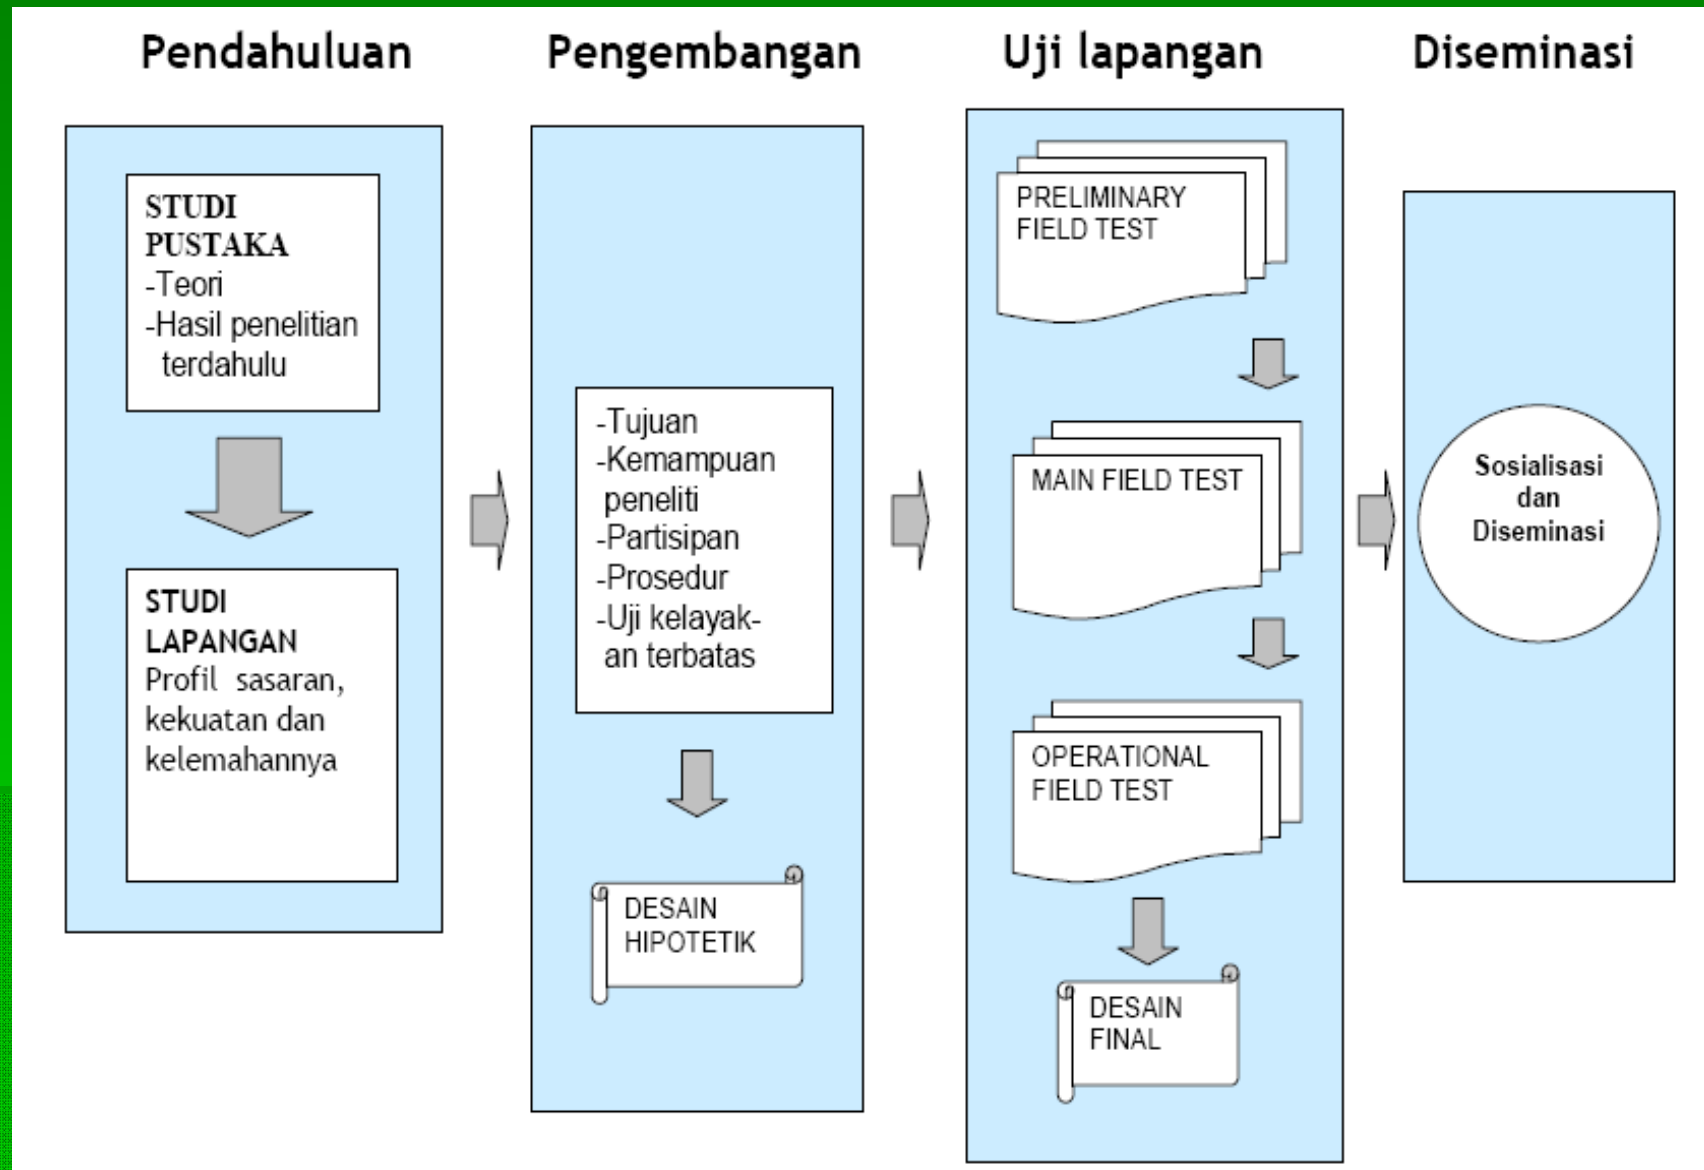 Pendahuluan
Pengembangan
Uji lapangan
Diseminasi
STUDI
PUSTAKA
-Teori
-Hasil penelitian
terdahulu
STUDI
LAPANGAN
Profil sasaran,
kekuatan dan
kelemahannya
-Tujuan
-Kemampuan
peneliti
-Partisipan
-Prosedur
-Uji kelayak-
an terbatas
DESAIN
HIPOTETIK
PRELIMINARY
FIELD TEST
MAIN FIELD TEST
OPERATIONAL
FIELD TEST
DESAIN
FINAL
Sosialisasi
dan
Diseminasi